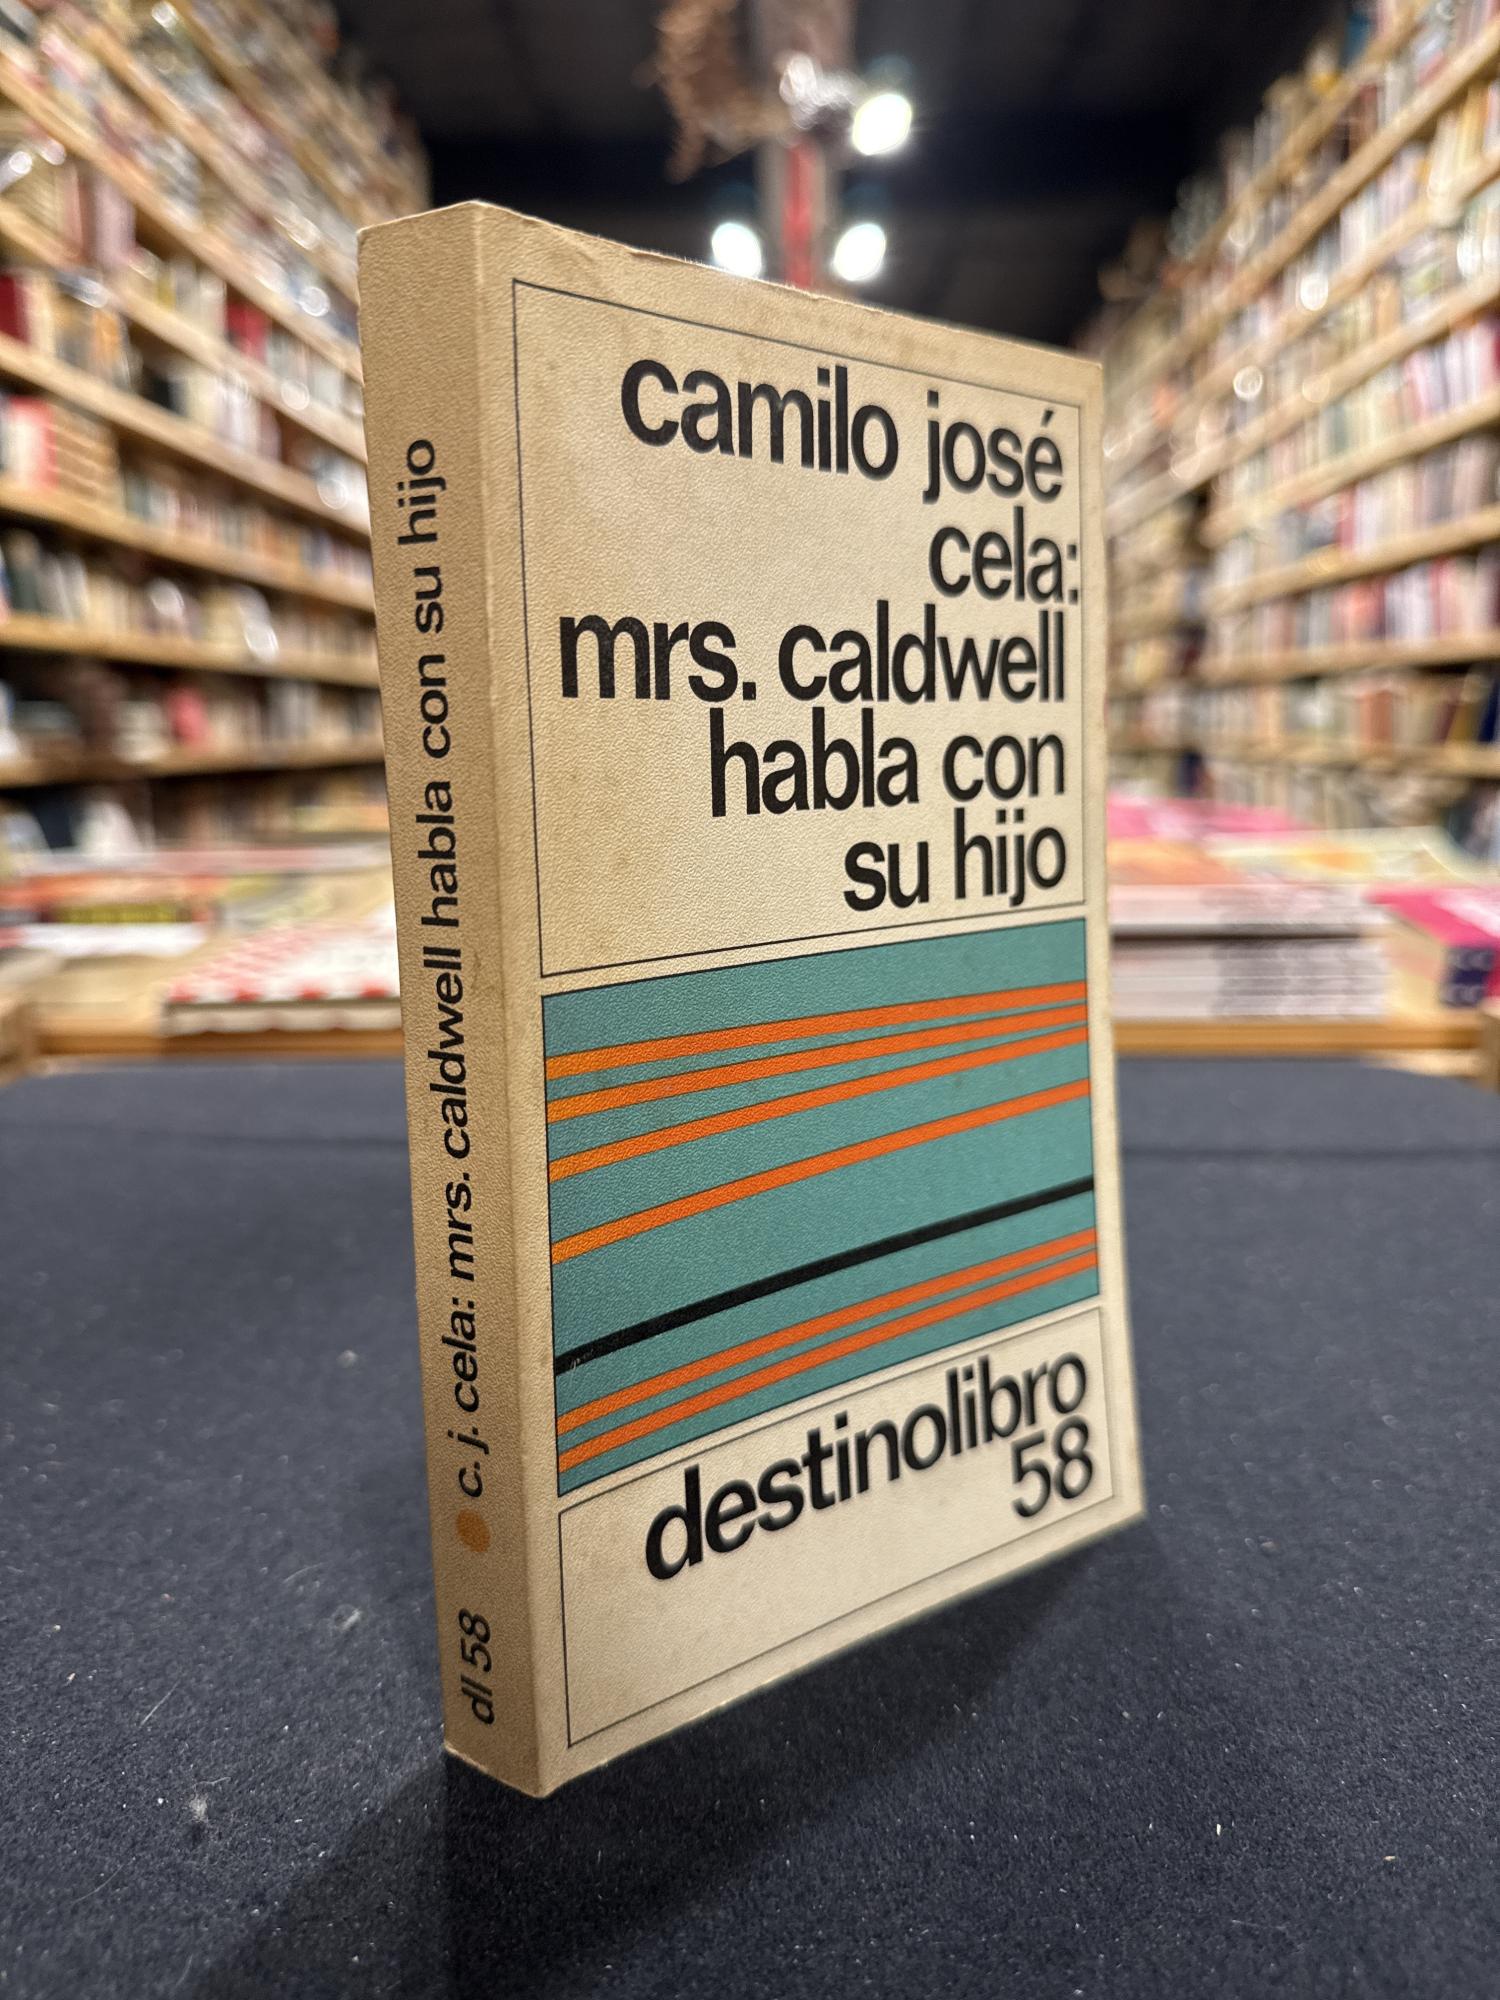 camilo josé
cela:
mrs. caldwell
habla con
su hijo
destinolibro
58
dl 58 c. j. cela: mrs. caldwell habla con su hijo